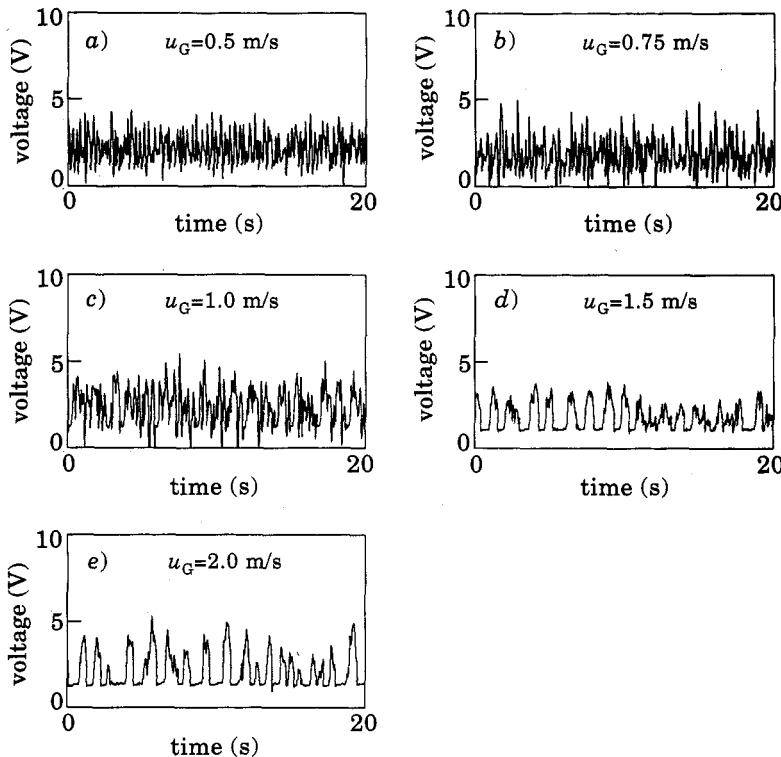 a) u_G=0.5 m/s
10
5
0
voltage (V)
0 20
time (s)
b) u_G=0.75 m/s
10
5
0
voltage (V)
0 20
time (s)
c) u_G=1.0 m/s
10
5
0
voltage (V)
0 20
time (s)
d) u_G=1.5 m/s
10
5
0
voltage (V)
0 20
time (s)
e) u_G=2.0 m/s
10
5
0
voltage (V)
0 20
time (s)